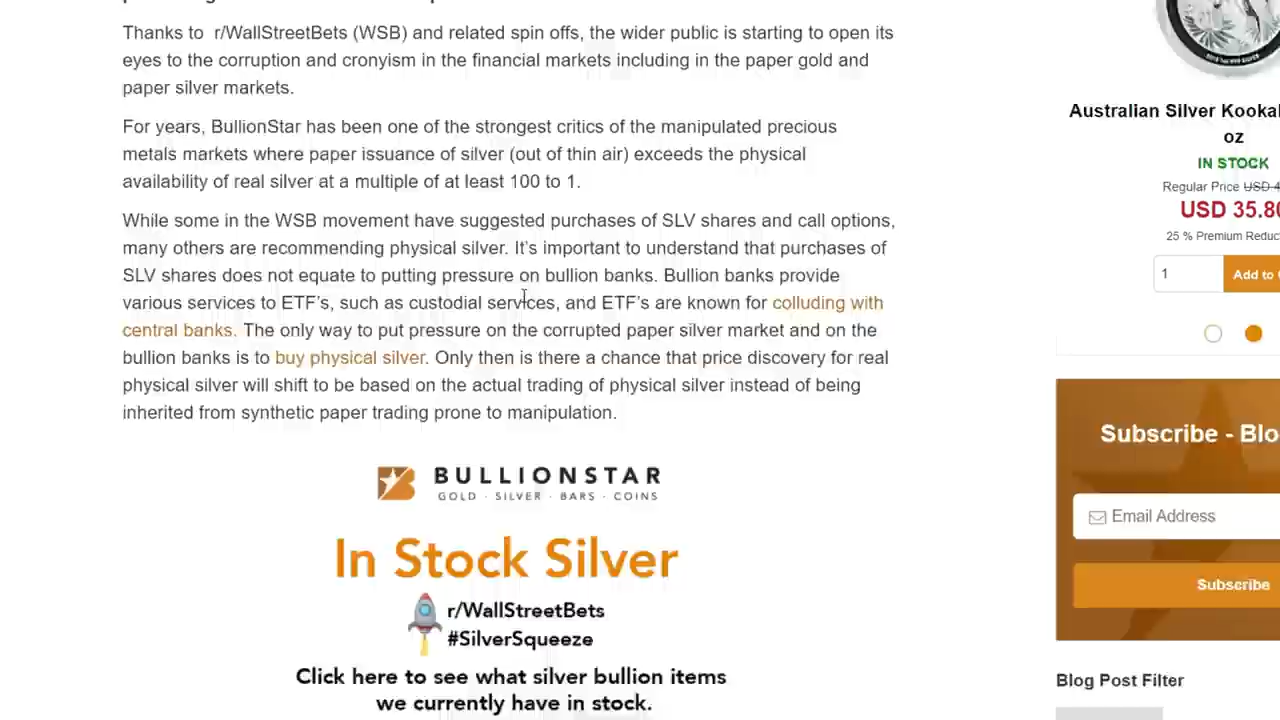 Thanks to r/WallStreetBets (WSB) and related spin offs, the wider public is starting to open its
eyes to the corruption and cronyism in the financial markets including in the paper gold and
paper silver markets.
For years, BullionStar has been one of the strongest critics of the manipulated precious
metals markets where paper issuance of silver (out of thin air) exceeds the physical
availability of real silver at a multiple of at least 100 to 1.
While some in the WSB movement have suggested purchases of SLV shares and call options,
many others are recommending physical silver. It’s important to understand that purchases of
SLV shares does not equate to putting pressure on bullion banks. Bullion banks provide
various services to ETF’s, such as custodial services, and ETF’s are known for colluding with
central banks. The only way to put pressure on the corrupted paper silver market and on the
bullion banks is to buy physical silver. Only then is there a chance that price discovery for real
physical silver will shift to be based on the actual trading of physical silver instead of being
inherited from synthetic paper trading prone to manipulation.
BULLIONSTAR
GOLD · SILVER · BARS · COINS
In Stock Silver
r/WallStreetBets
#SilverSqueeze
Click here to see what silver bullion items
we currently have in stock.
Australian Silver
oz
IN STOCK
Regular Price USD
USD 35.80
25 % Premium
1
Add to
Subscribe -
Email Address
Subscribe
Blog Post Filter